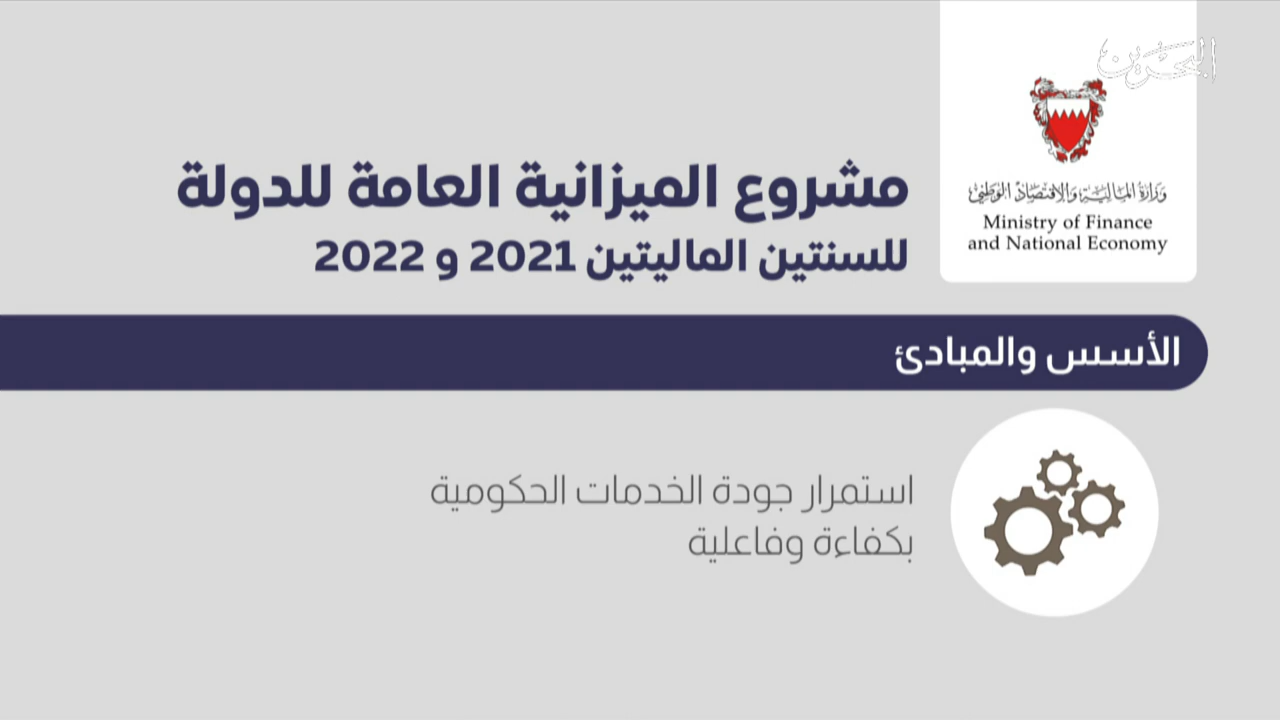 البحرين
وزارة المالية والاقتصاد الوطني
Ministry of Finance
and National Economy
مشروع الميزانية العامة للدولة
للسنتين الماليتين 2021 و 2022
الأسس والمبادئ
استمرار جودة الخدمات الحكومية
بكفاءة وفاعلية